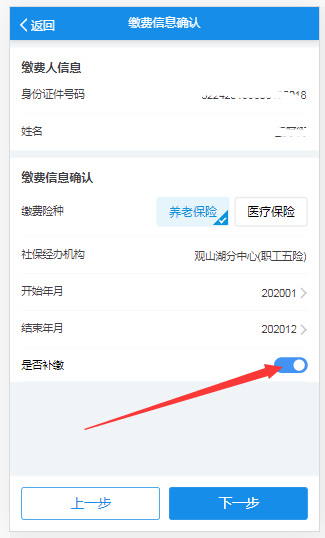 返回 缴费信息确认
缴费人信息
身份证件号码
姓名
缴费信息确认
缴费险种 养老保险 医疗保险
社保经办机构 观山湖分中心(职工五险)
开始年月 202001
结束年月 202012
是否补缴
上一步 下一步